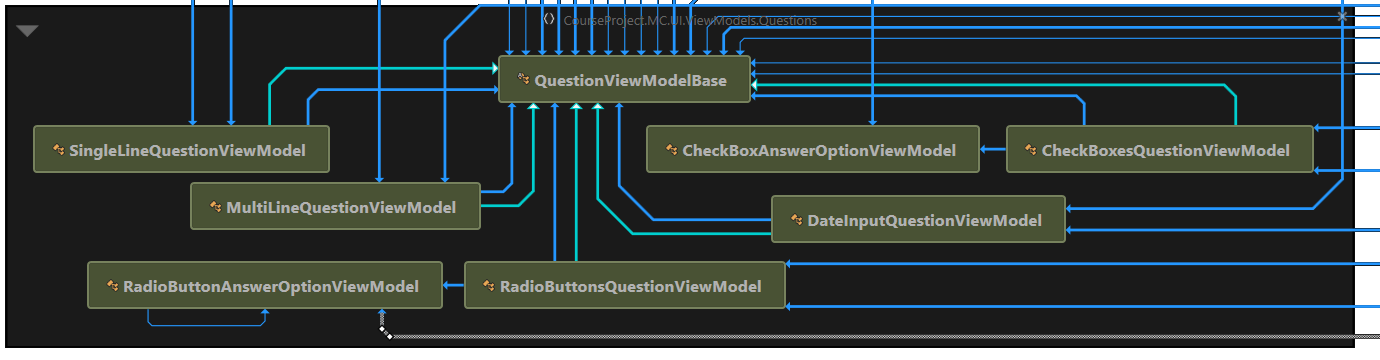 CourseProject.MC.UI.ViewModels.Questions
QuestionViewModelBase
SingleLineQuestionViewModel
CheckBoxAnswerOptionViewModel
CheckBoxesQuestionViewModel
MultiLineQuestionViewModel
DateInputQuestionViewModel
RadioButtonAnswerOptionViewModel
RadioButtonsQuestionViewModel